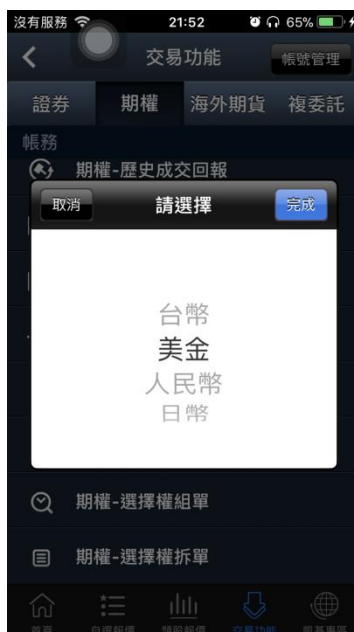 沒有服務 21:52 65%
交易功能 帳號管理
證券 期權 海外期貨 複委託
帳務
期權-歷史成交回報
取消 請選擇 完成
台幣
美金
人民幣
日幣
期權-選擇權組單
期權-選擇權拆單
首頁 自選報價 類股報價 交易功能